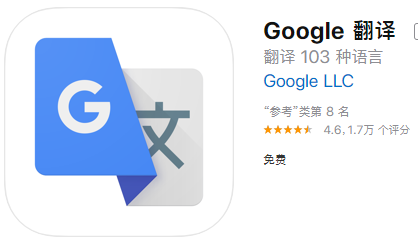 G 文
Google 翻译
翻译 103 种语言
Google LLC
“参考”类第 8 名
4.6, 1.7万 个评分
免费